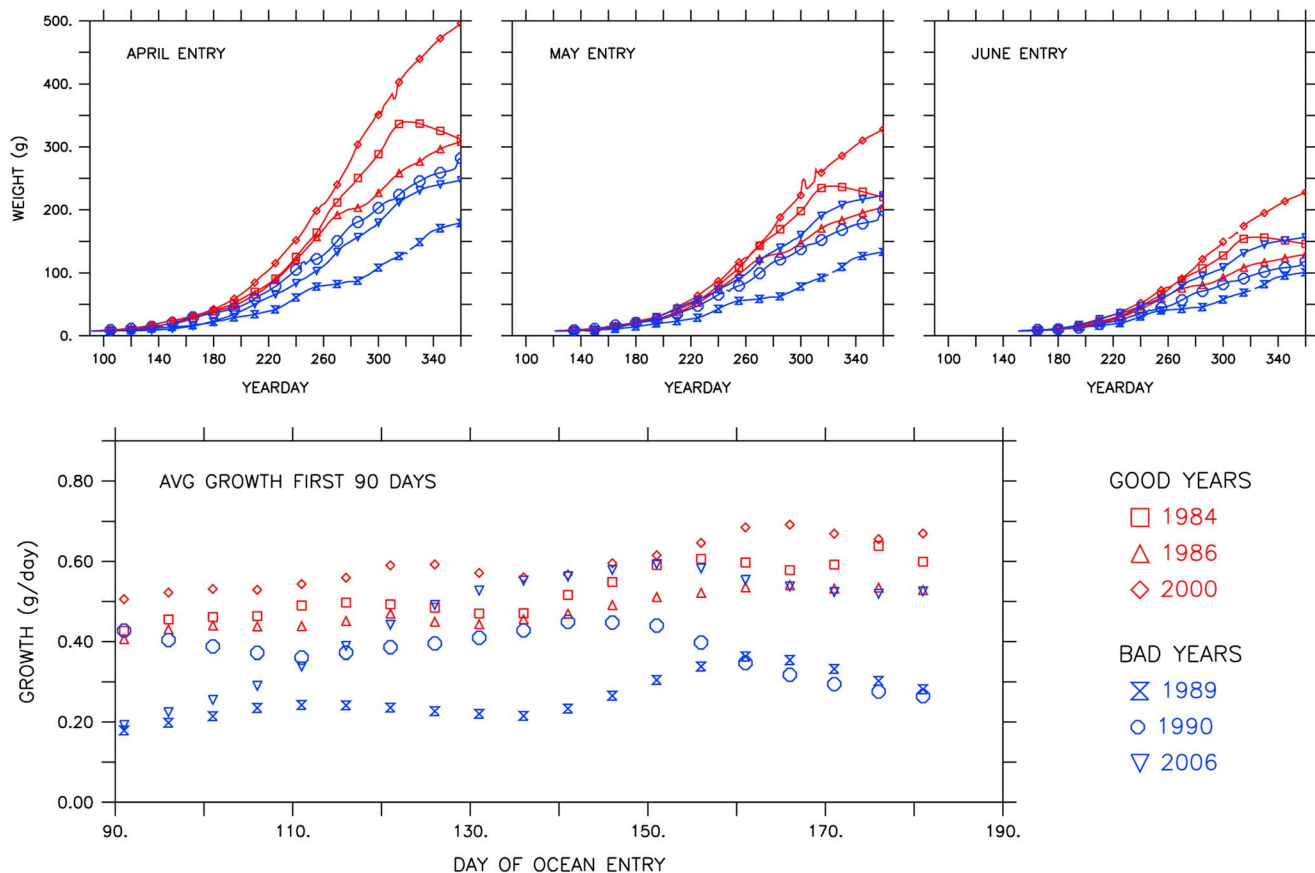 500.
400.
300.
200.
100.
0.
WEIGHT (g)
APRIL ENTRY
100 140 180 220 260 300 340
YEARDAY
MAY ENTRY
100 140 180 220 260 300 340
YEARDAY
JUNE ENTRY
100 140 180 220 260 300 340
YEARDAY
AVG GROWTH FIRST 90 DAYS
0.80
0.60
0.40
0.20
0.00
GROWTH (g/day)
90. 110. 130. 150. 170. 190.
DAY OF OCEAN ENTRY
GOOD YEARS
1984
1986
2000
BAD YEARS
1989
1990
2006